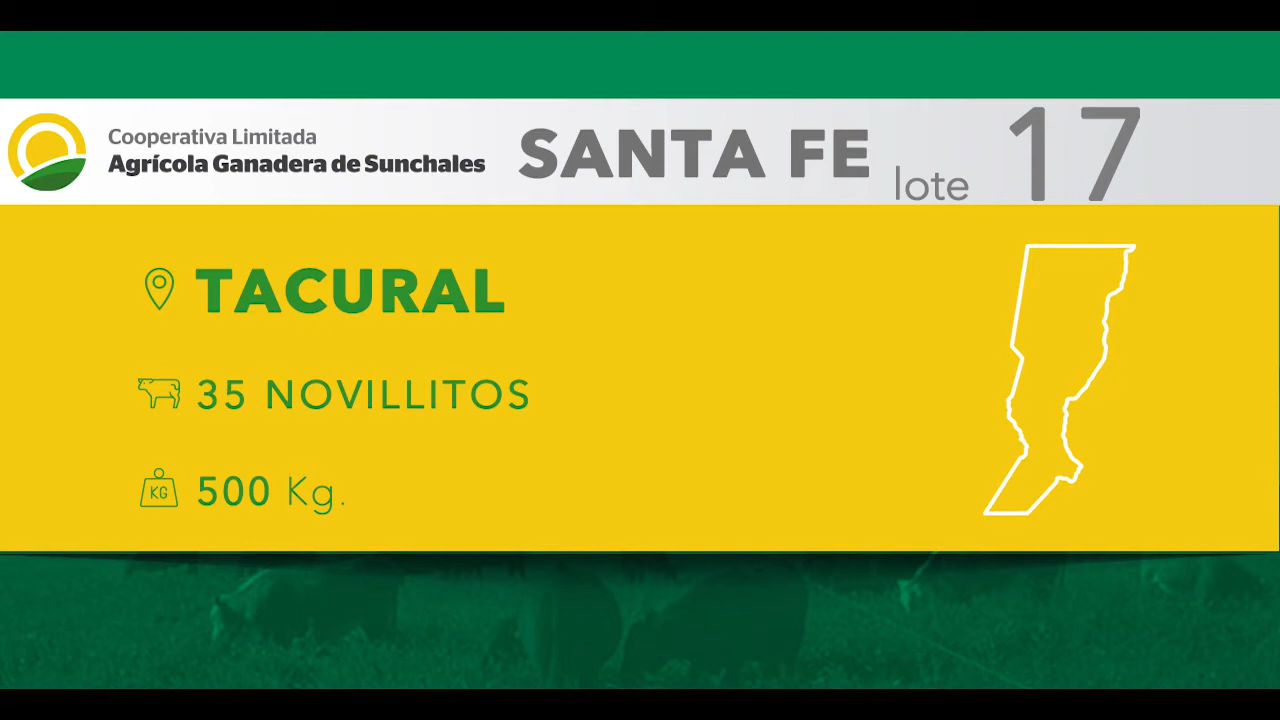 Cooperativa Limitada
Agrícola Ganadera de Sunchales
SANTA FE
lote 17
TACURAL
35 NOVILLITOS
KG
500 Kg.